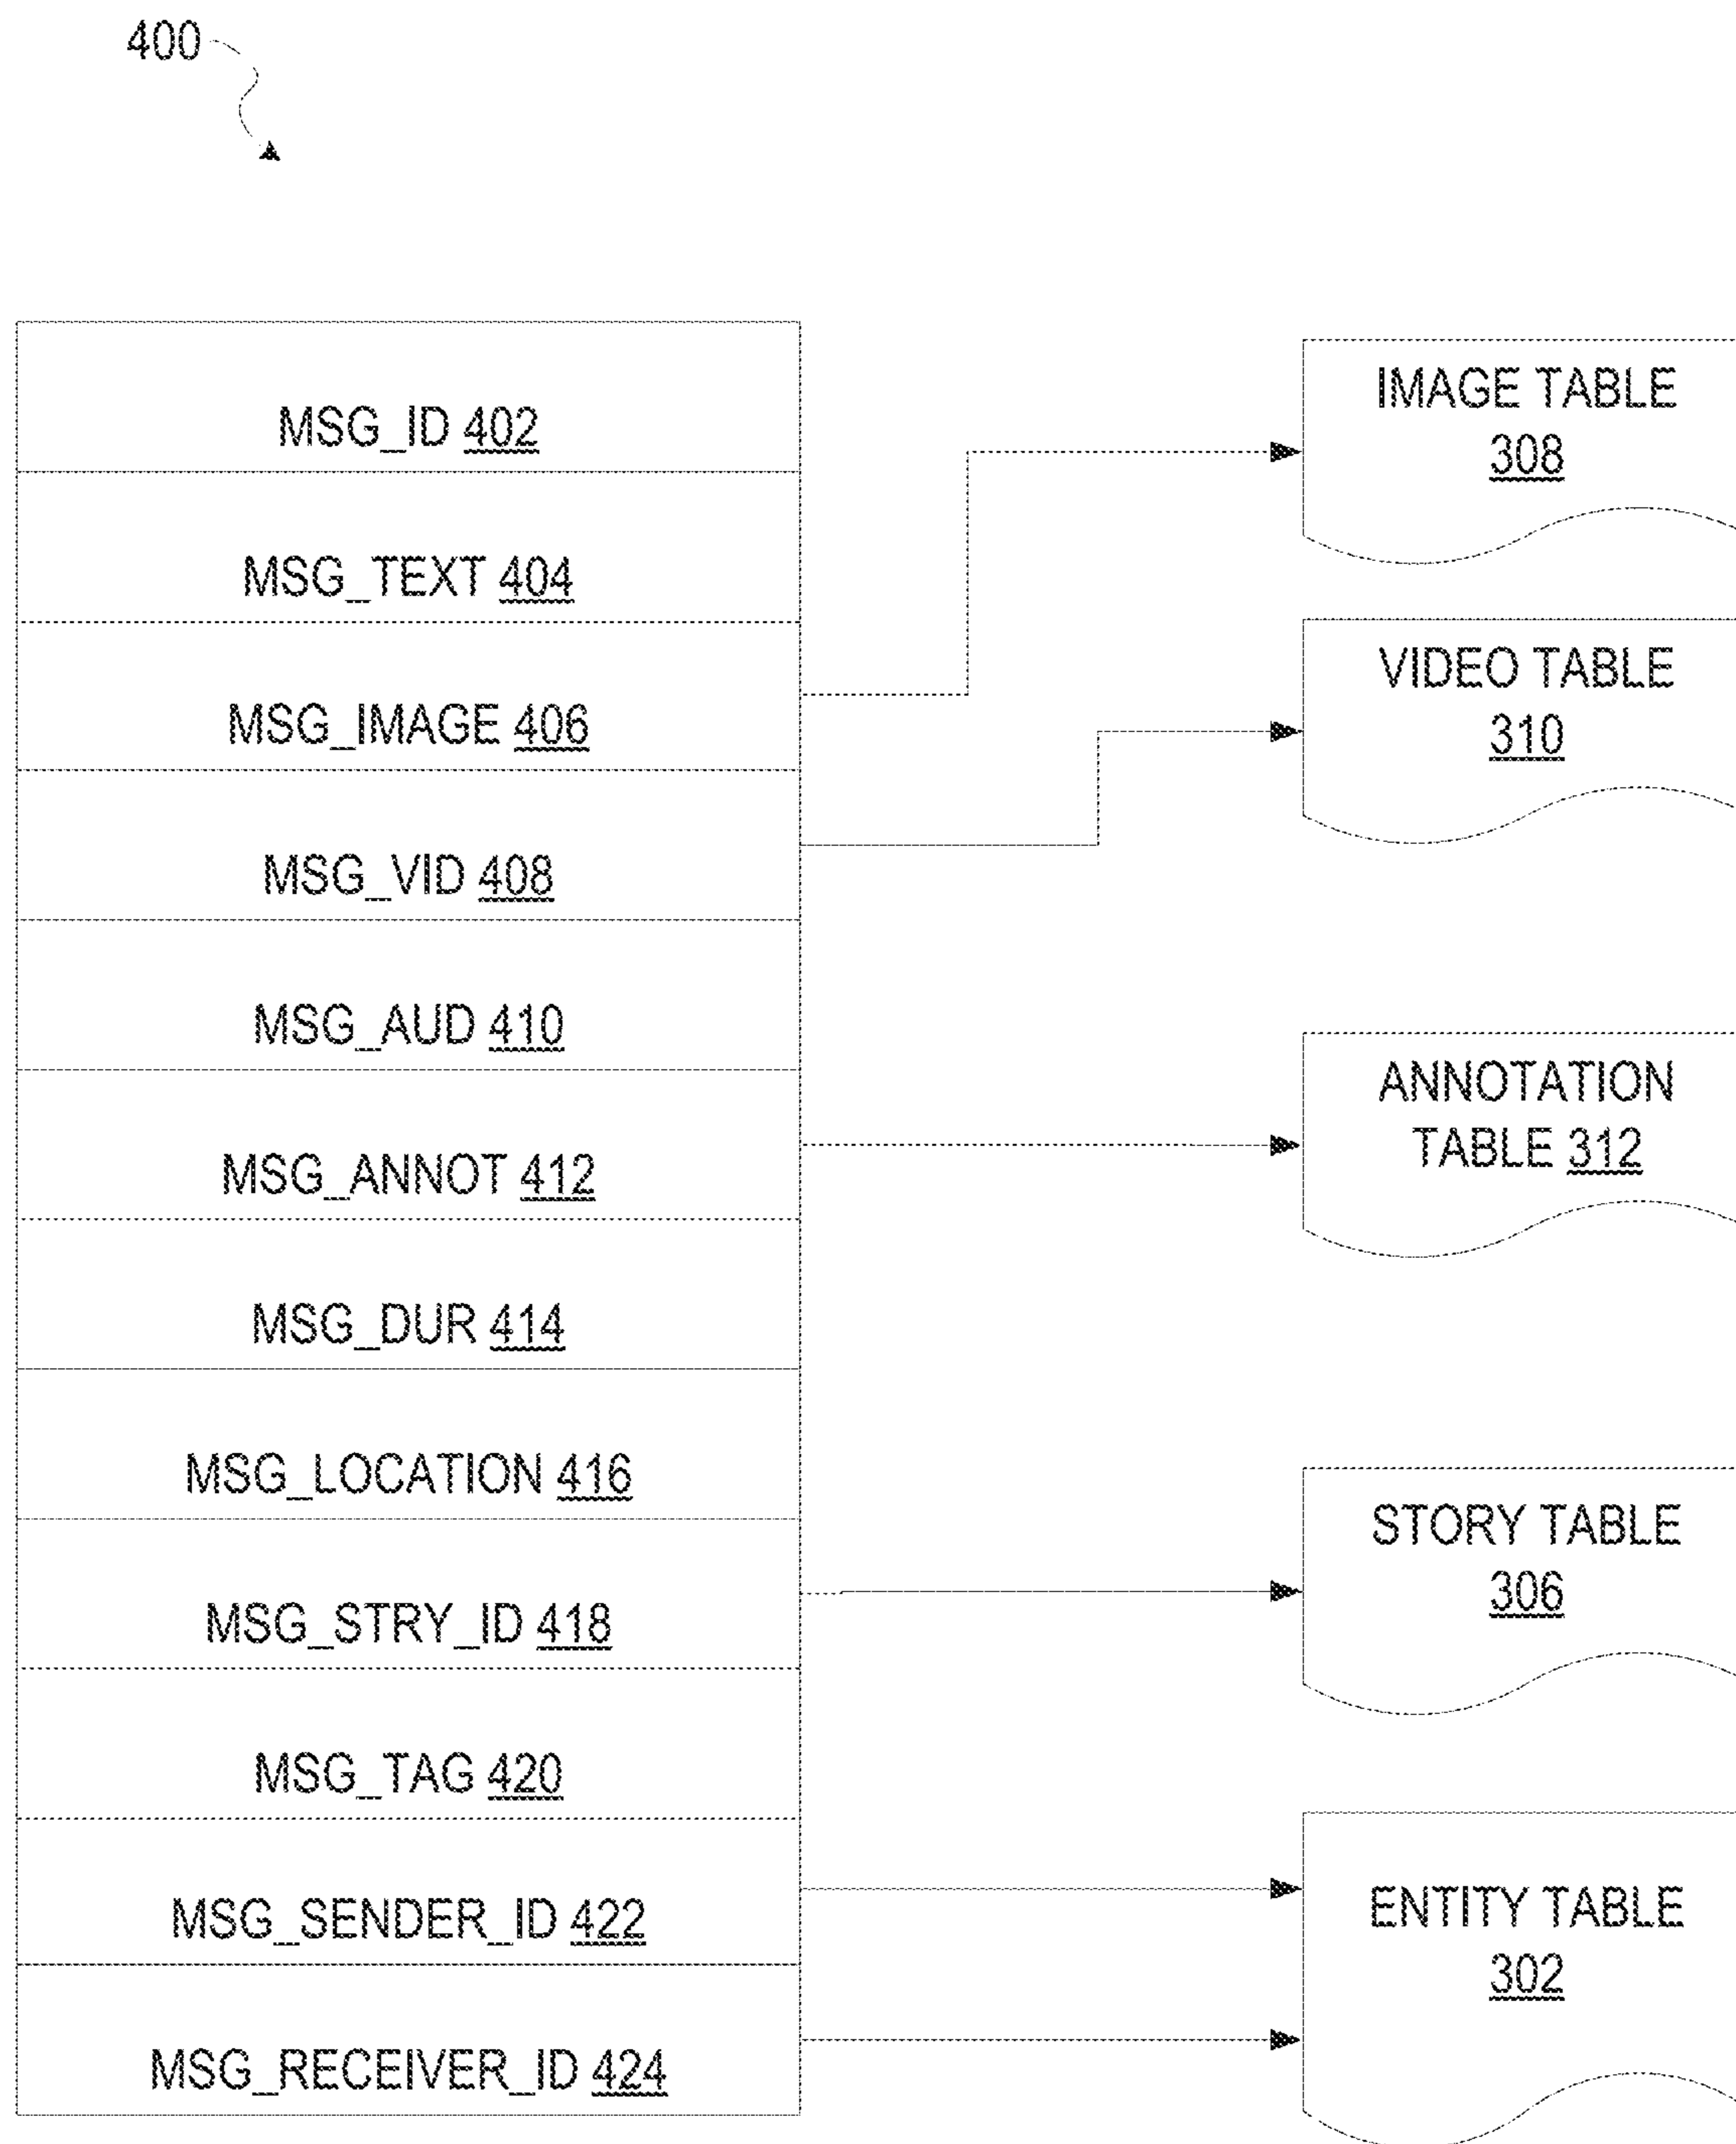 400
MSG_ID 402
MSG_TEXT 404
MSG_IMAGE 406
MSG_VID 408
MSG_AUD 410
MSG_ANNOT 412
MSG_DUR 414
MSG_LOCATION 416
MSG_STRY_ID 418
MSG_TAG 420
MSG_SENDER_ID 422
MSG_RECEIVER_ID 424
IMAGE TABLE
308
VIDEO TABLE
310
ANNOTATION
TABLE 312
STORY TABLE
306
ENTITY TABLE
302